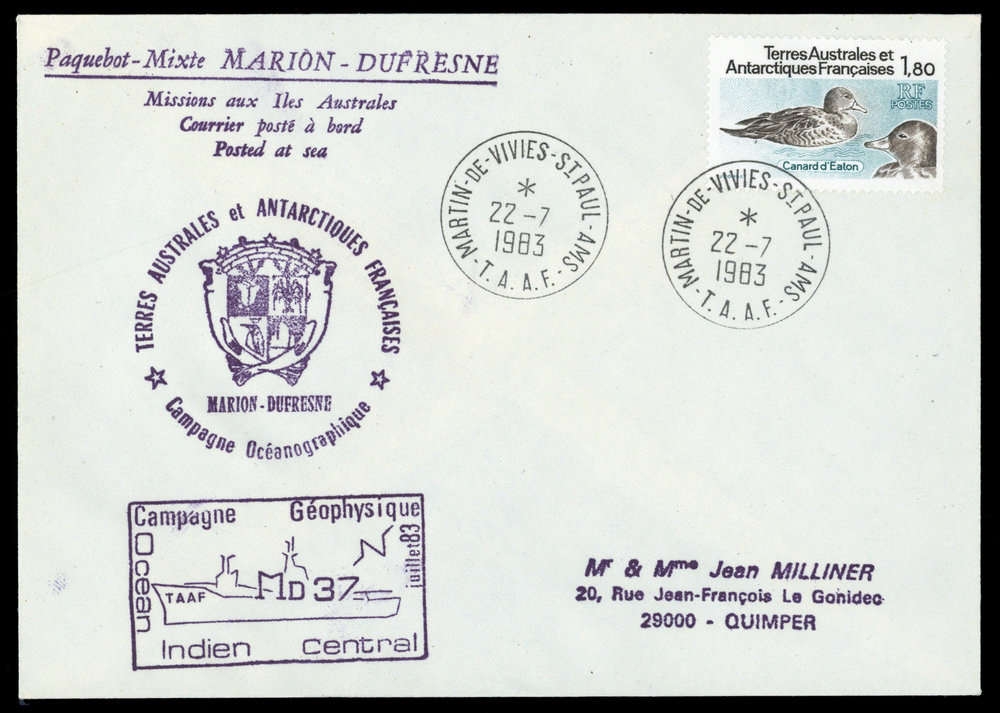 Paquebot-Mixte MARION-DUFRESNE
Missions aux Iles Australes
Courrier posté à bord
Posted at sea
Terres Australes et
Antarctiques Françaises 1,80
RF
POSTES
Canard d'Eaton
MARTIN-DE-VIVIES-ST PAUL-AMS
*
22-7
1983
-T.A.A.F.-
MARTIN-DE-VIVIES-ST PAUL-AMS
*
22-7
1983
-T.A.A.F.-
TERRES AUSTRALES et ANTARCTIQUES FRANÇAISES
MARION-DUFRESNE
Campagne Océanographique
Campagne Géophysique
Océan
juillet 83
TAAF
MD 37
Indien Central
Mr & Mme Jean MILLINER
20, Rue Jean-François Le Gonidec
29000 - QUIMPER